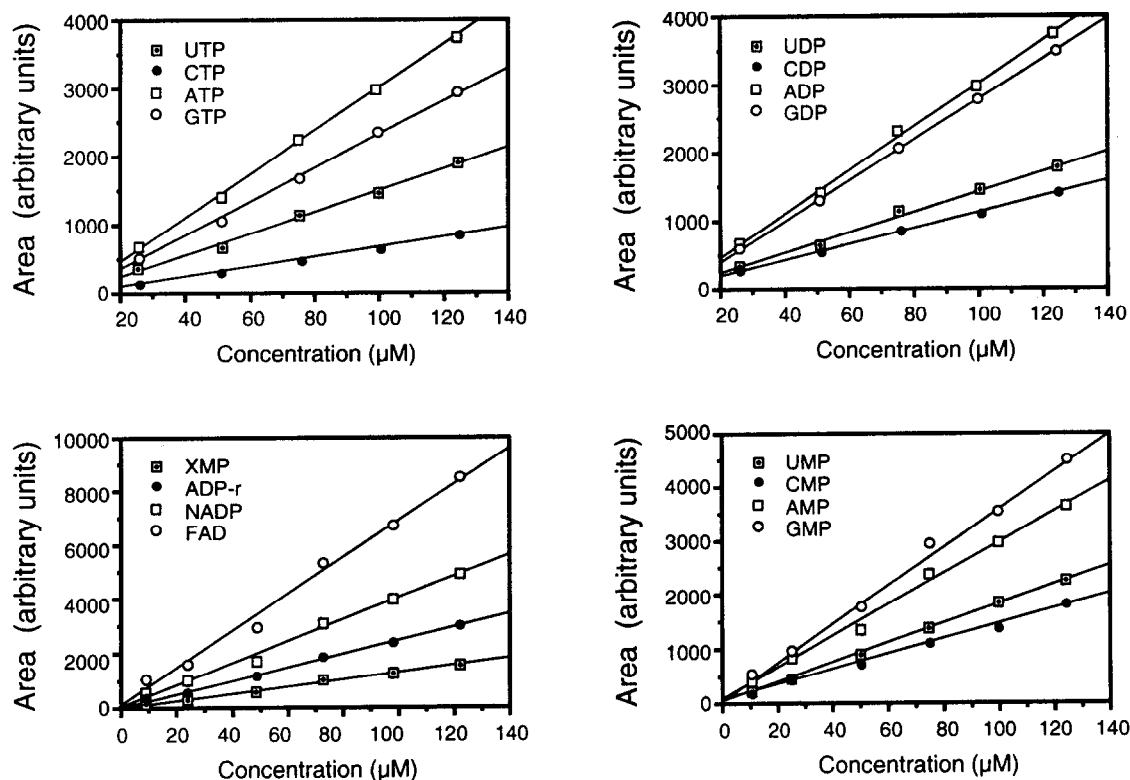 Area (arbitrary units)
4000
3000
2000
1000
0
UTP
CTP
ATP
GTP
20 40 60 80 100 120 140
Concentration (µM)
Area (arbitrary units)
4000
3000
2000
1000
0
UDP
CDP
ADP
GDP
20 40 60 80 100 120 140
Concentration (µM)
Area (arbitrary units)
10000
8000
6000
4000
2000
0
XMP
ADP-r
NADP
FAD
0 20 40 60 80 100 120 140
Concentration (µM)
Area (arbitrary units)
5000
4000
3000
2000
1000
0
UMP
CMP
AMP
GMP
0 20 40 60 80 100 120 140
Concentration (µM)